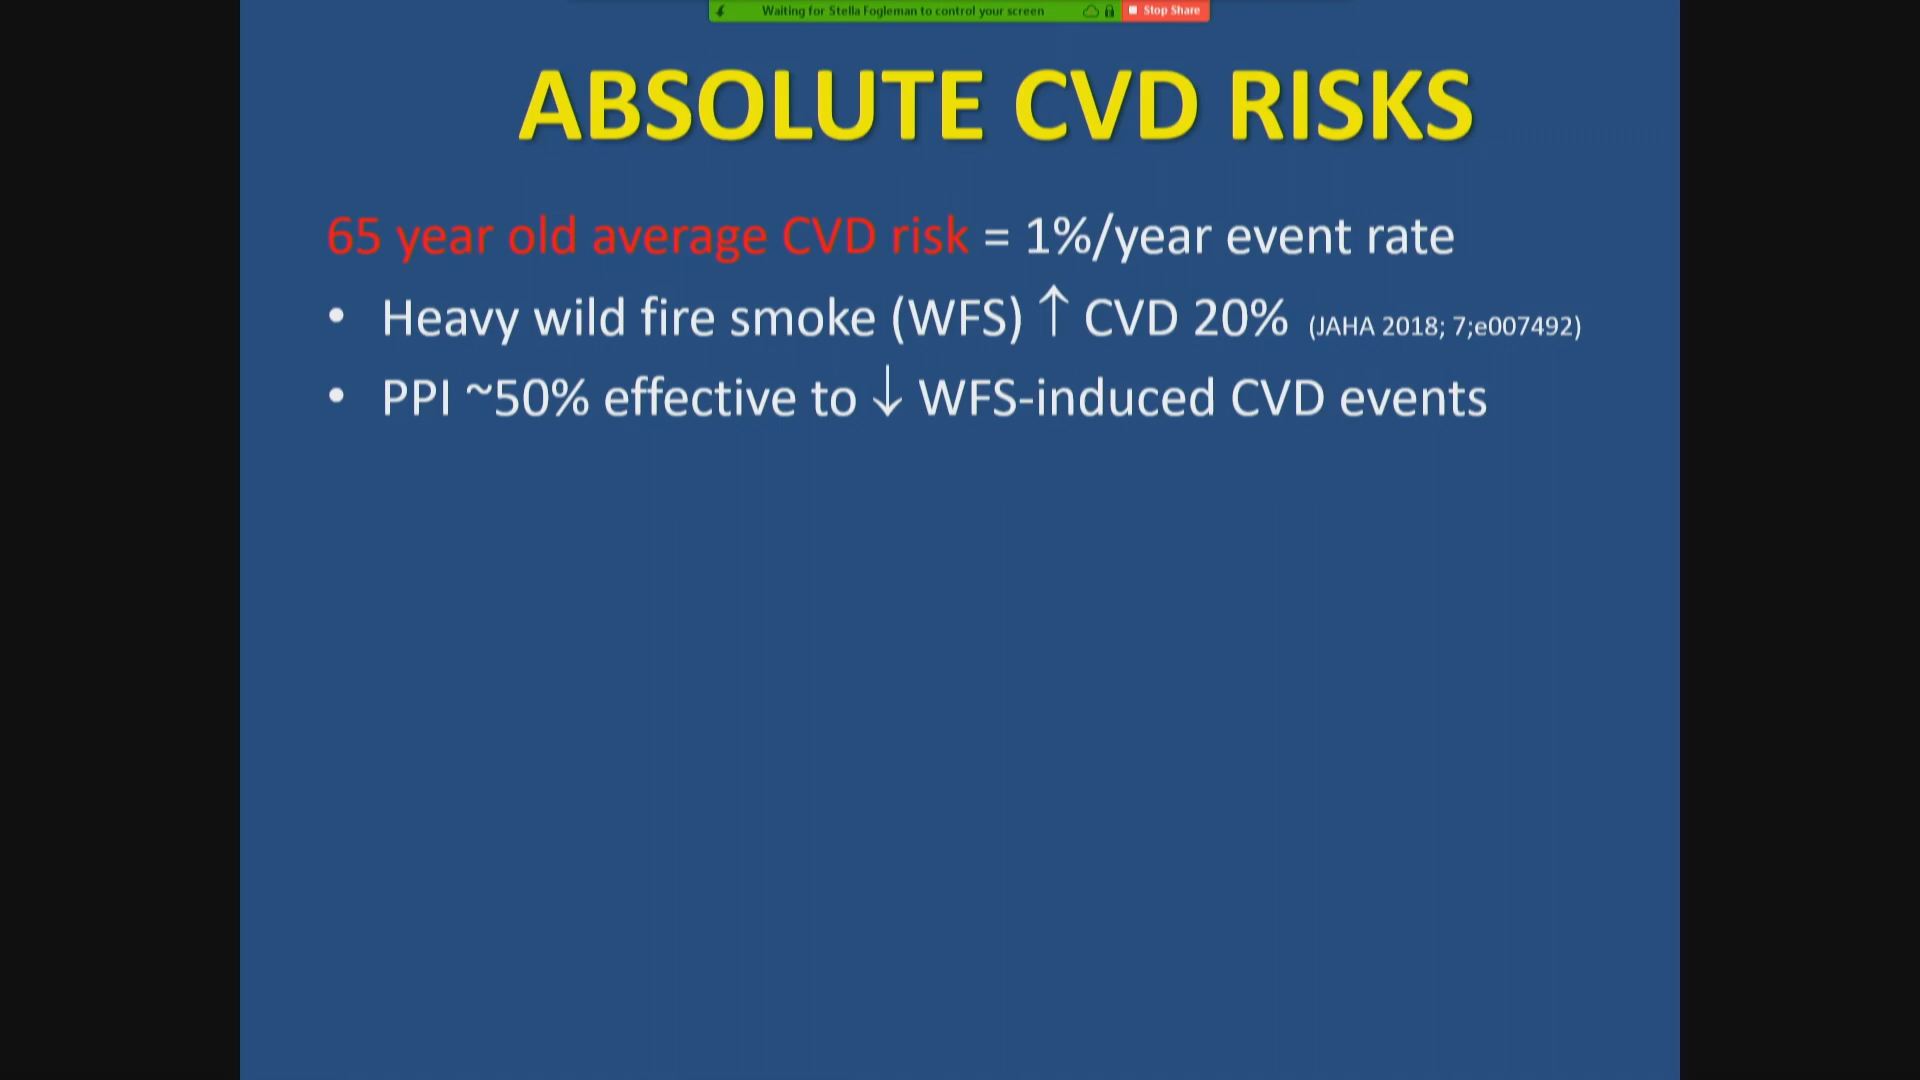 Waiting for Stella Fogleman to control your screen Stop Share
ABSOLUTE CVD RISKS
65 year old average CVD risk = 1%/year event rate
• Heavy wild fire smoke (WFS) ↑ CVD 20% (JAHA 2018; 7;e007492)
• PPI ~50% effective to ↓ WFS-induced CVD events